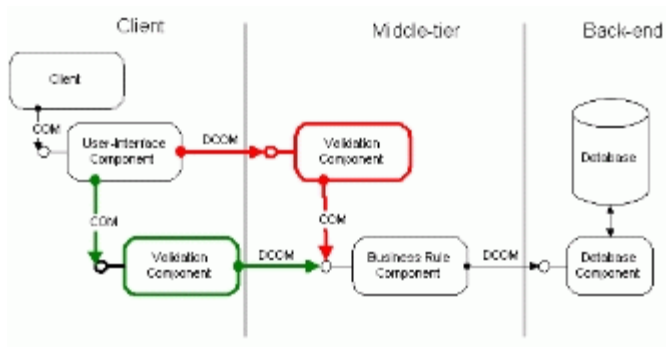 Client
Middle-tier
Back-end
Client
COM
User-Interface
Component
DCOM
Validation
Component
Database
COM
COM
Validation
Component
DCOM
Business Rule
Component
DCOM
Database
Component